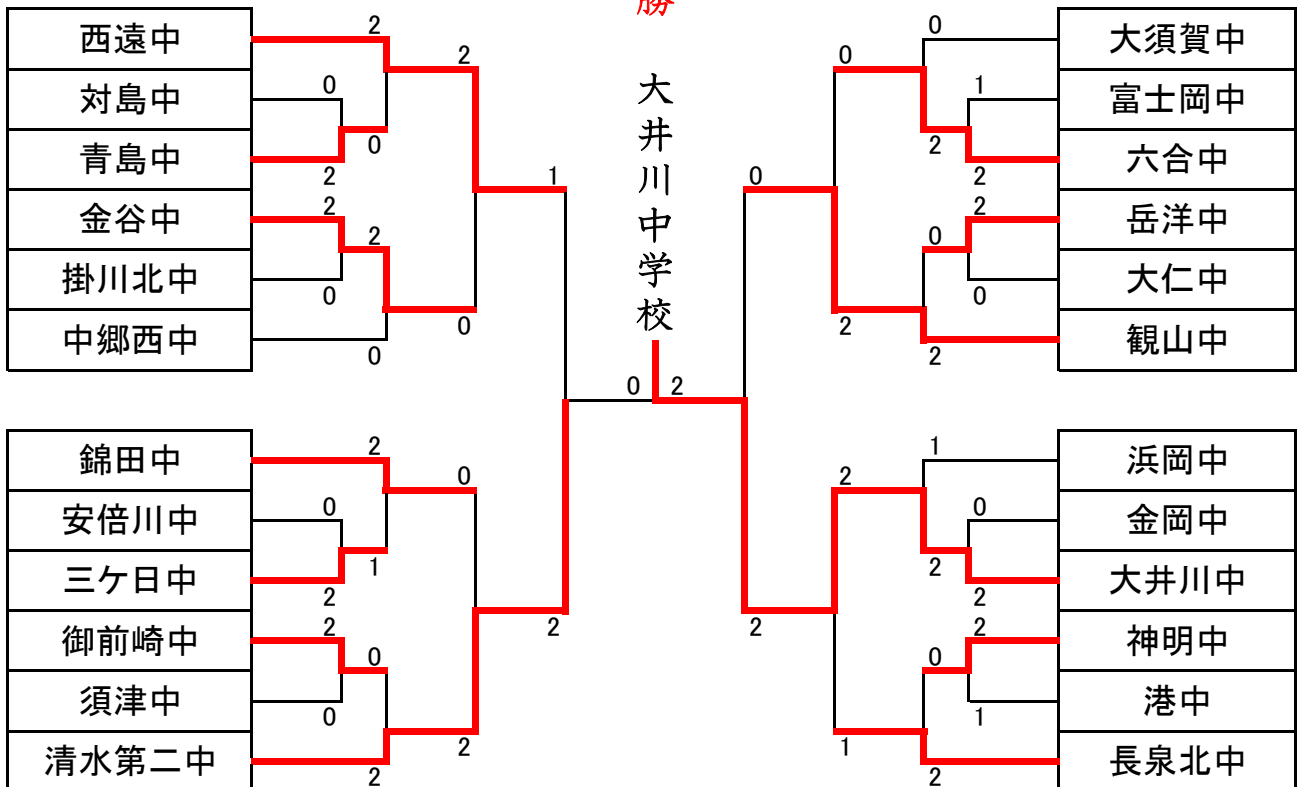 勝
大井川中学校
西遠中
対島中
青島中
金谷中
掛川北中
中郷西中
2
0
2
0
2
0
2
0
2
0
1
錦田中
安倍川中
三ケ日中
御前崎中
須津中
清水第二中
2
0
2
1
2
0
0
2
0
2
2
0
2
大須賀中
富士岡中
六合中
岳洋中
大仁中
観山中
0
1
2
2
2
0
0
2
0
2
0
浜岡中
金岡中
大井川中
神明中
港中
長泉北中
1
0
2
2
2
1
0
2
2
1
2